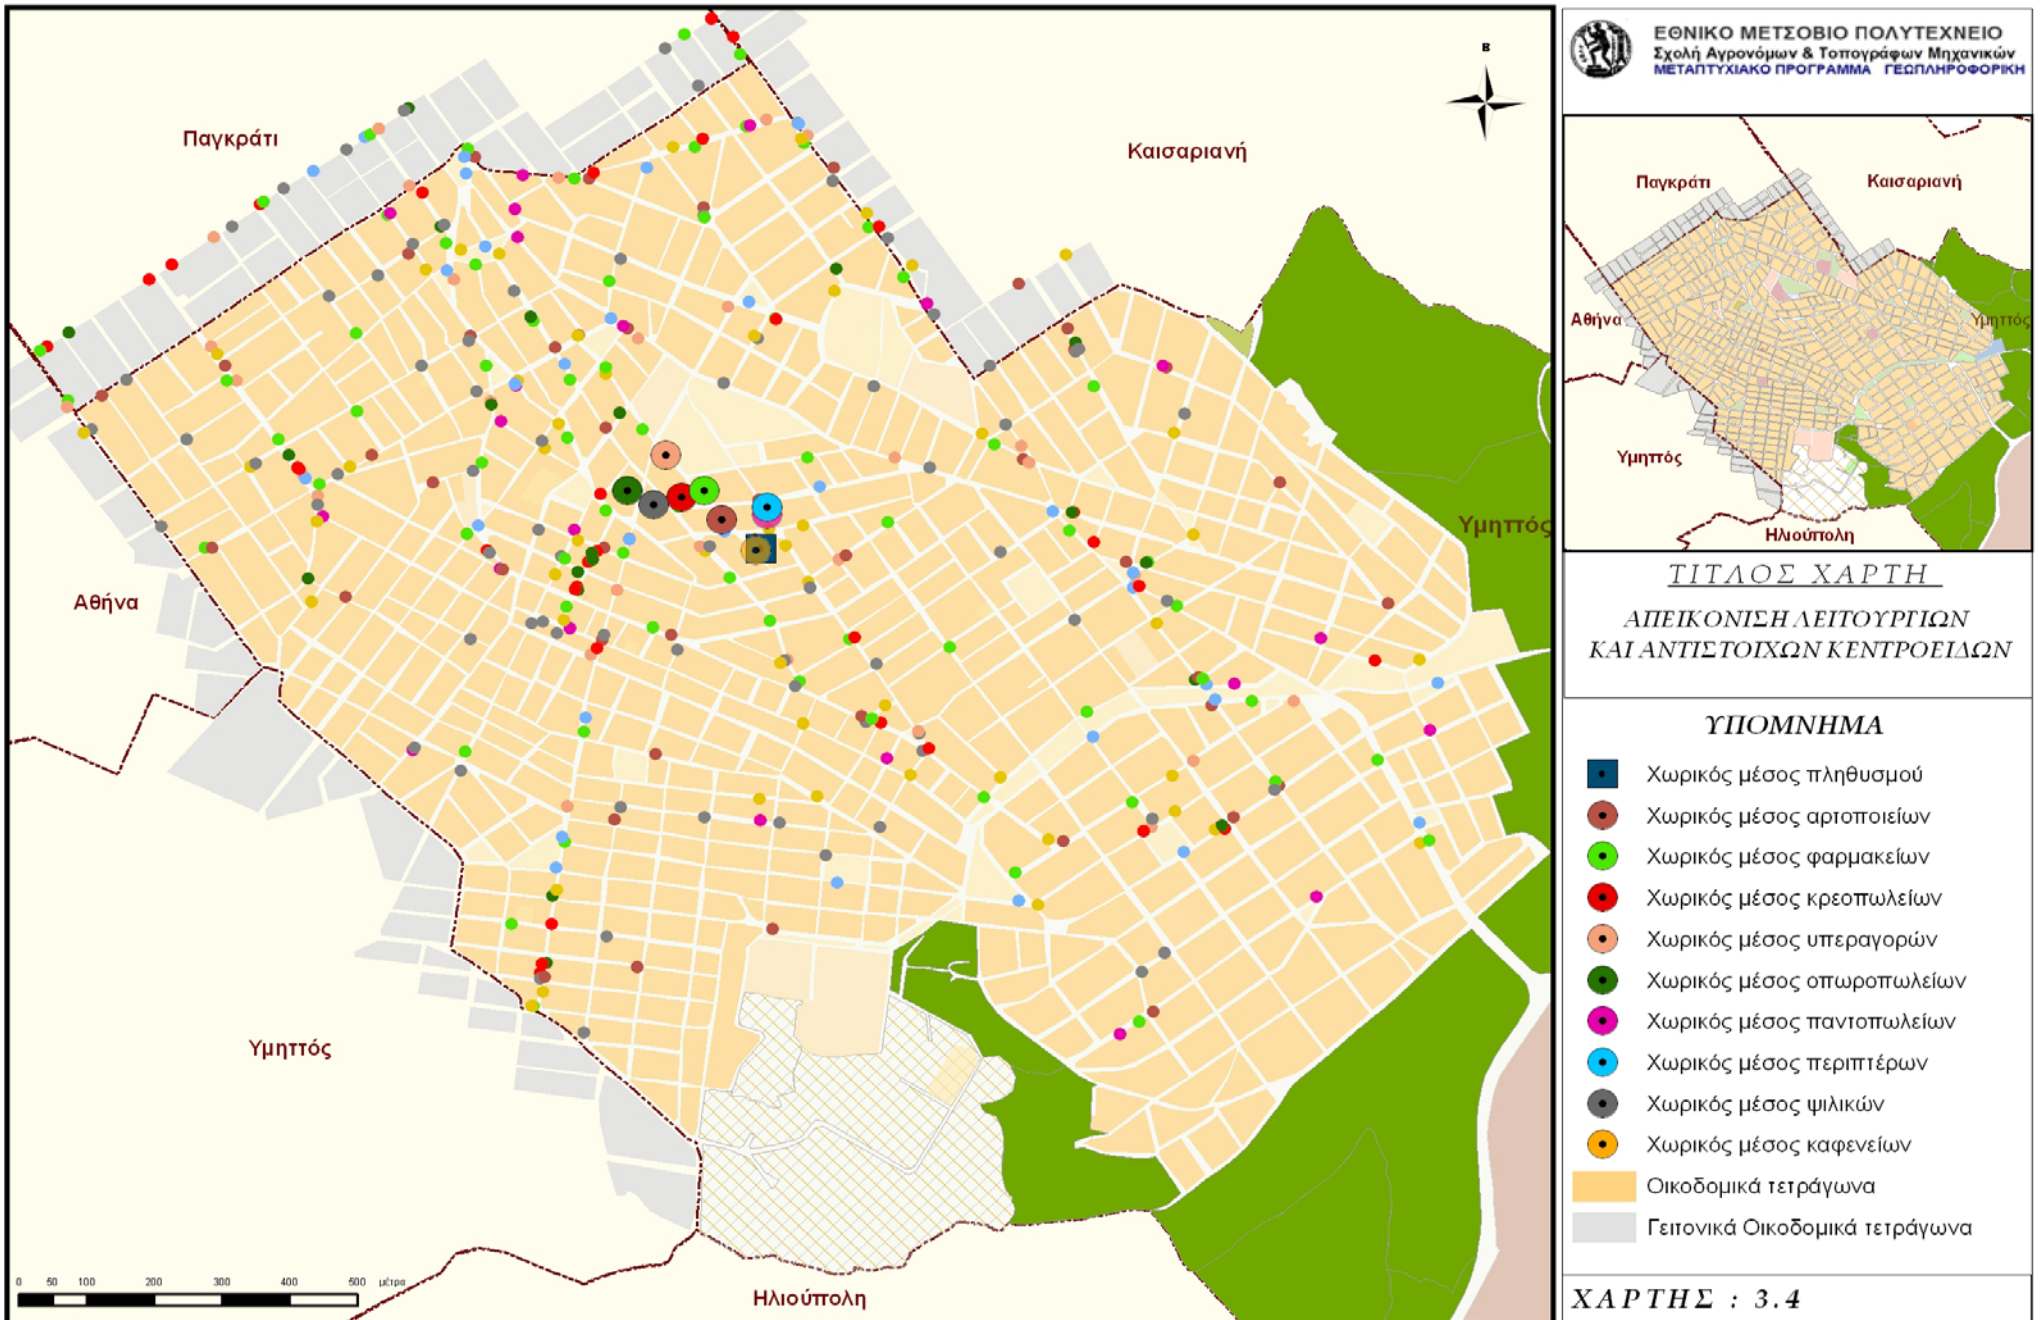 Παγκράτι
Καισαριανή
Β
Υμηττός
Αθήνα
Υμηττός
Ηλιούπολη
0 50 100 200 300 400 500 μέτρα
ΕΘΝΙΚΟ ΜΕΤΣΟΒΙΟ ΠΟΛΥΤΕΧΝΕΙΟ
Σχολή Αγρονόμων & Τοπογράφων Μηχανικών
ΜΕΤΑΠΤΥΧΙΑΚΟ ΠΡΟΓΡΑΜΜΑ ΓΕΩΠΛΗΡΟΦΟΡΙΚΗ
Παγκράτι
Καισαριανή
Αθήνα
Υμηττός
Υμηττός
Ηλιούπολη
ΤΙΤΛΟΣ ΧΑΡΤΗ
ΑΠΕΙΚΟΝΙΣΗ ΛΕΙΤΟΥΡΓΙΩΝ
ΚΑΙ ΑΝΤΙΣΤΟΙΧΩΝ ΚΕΝΤΡΟΕΙΔΩΝ
ΥΠΟΜΝΗΜΑ
Χωρικός μέσος πληθυσμού
Χωρικός μέσος αρτοποιείων
Χωρικός μέσος φαρμακείων
Χωρικός μέσος κρεοπωλείων
Χωρικός μέσος υπεραγορών
Χωρικός μέσος οπωροπωλείων
Χωρικός μέσος παντοπωλείων
Χωρικός μέσος περιπτέρων
Χωρικός μέσος ψιλικών
Χωρικός μέσος καφενείων
Οικοδομικά τετράγωνα
Γειτονικά Οικοδομικά τετράγωνα
ΧΑΡΤΗΣ : 3.4